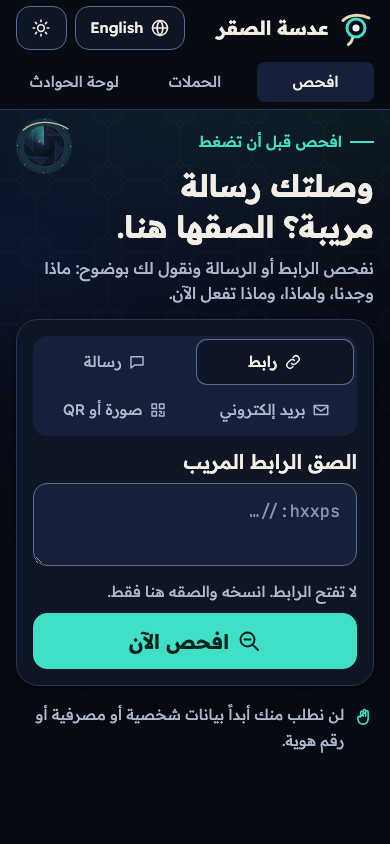 عدسة الصقر
English
افحص
الحملات
لوحة الحوادث
افحص قبل أن تضغط
وصلتك رسالة
مريبة؟ الصقها هنا.
نفحص الرابط أو الرسالة ونقول لك بوضوح: ماذا
وجدنا، ولماذا، وماذا تفعل الآن.
رابط
رسالة
بريد إلكتروني
صورة أو QR
الصق الرابط المريب
hxxps://…
لا تفتح الرابط. انسخه والصقه هنا فقط.
افحص الآن
لن نطلب منك أبداً بيانات شخصية أو مصرفية أو
رقم هوية.